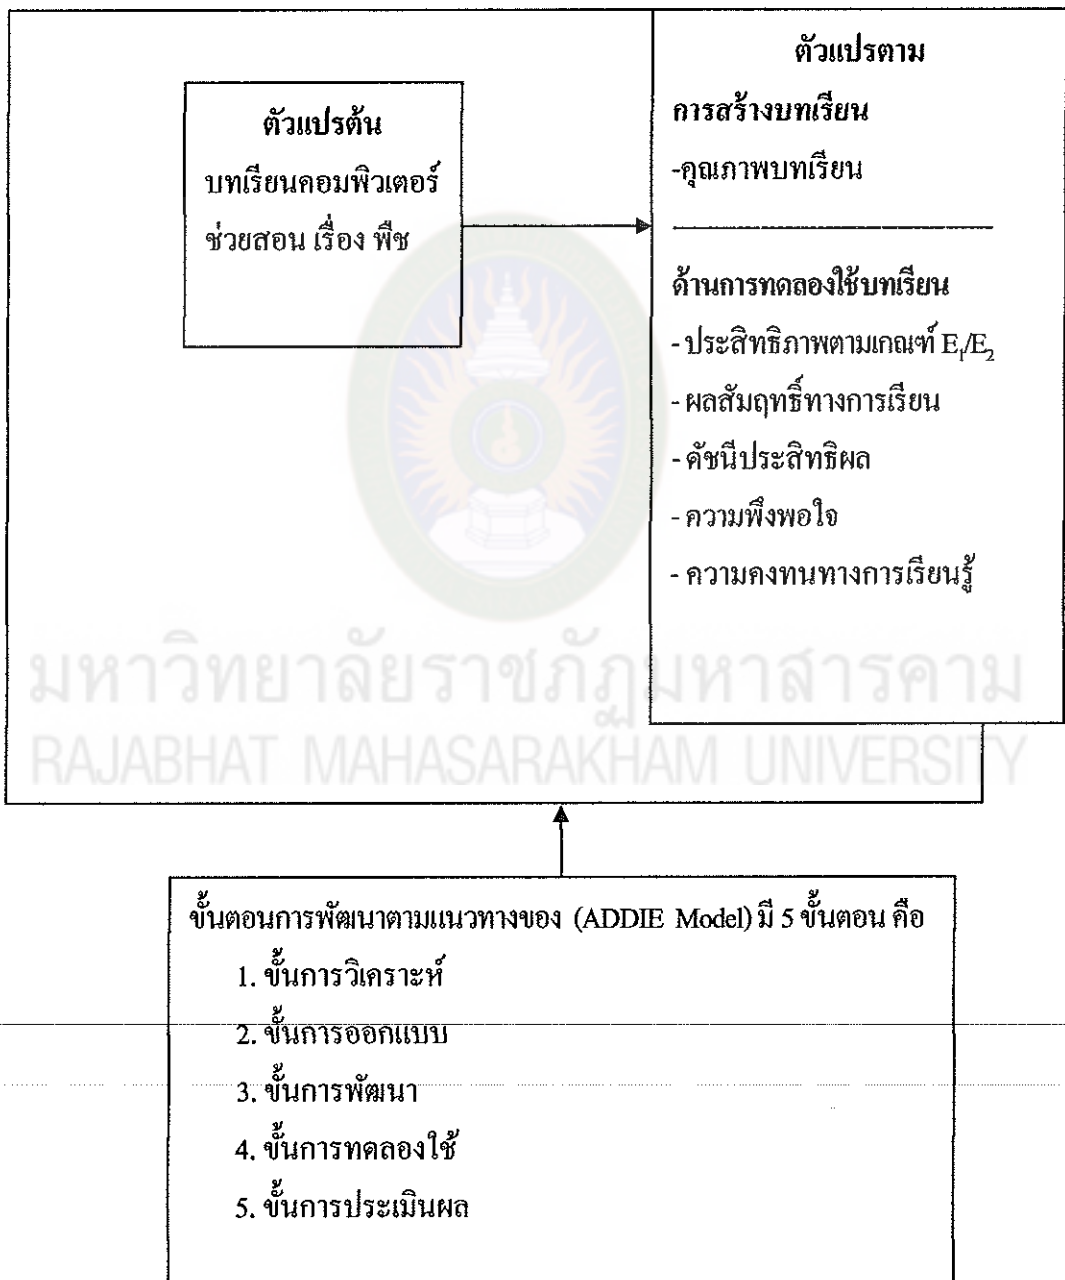 ตัวแปรต้น
บทเรียนคอมพิวเตอร์
ช่วยสอน เรื่อง พืช
ตัวแปรตาม
การสร้างบทเรียน
-คุณภาพบทเรียน
ด้านการทดลองใช้บทเรียน
- ประสิทธิภาพตามเกณฑ์ E₁/E₂
- ผลสัมฤทธิ์ทางการเรียน
- ดัชนีประสิทธิผล
- ความพึงพอใจ
- ความคงทนทางการเรียนรู้
มหาวิทยาลัยราชภัฏมหาสารคาม
RAJABHAT MAHASARAKHAM UNIVERSITY
ขั้นตอนการพัฒนาตามแนวทางของ (ADDIE Model) มี 5 ขั้นตอน คือ
1. ขั้นการวิเคราะห์
2. ขั้นการออกแบบ
3. ขั้นการพัฒนา
4. ขั้นการทดลองใช้
5. ขั้นการประเมินผล